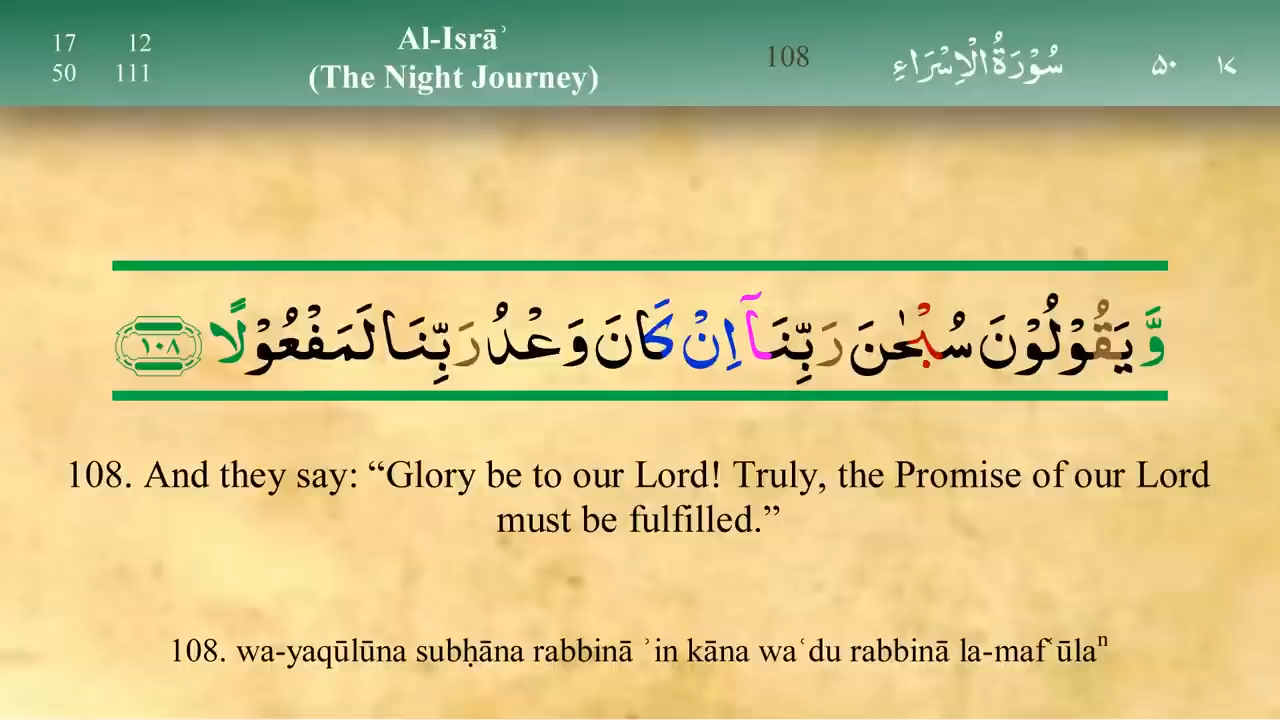 17 12 Al-Isrāʾ
50 111 (The Night Journey) 108 سُوْرَةُ الْاِسْرَاءِ ٥٠ ١٧
وَّ يَقُوْلُوْنَ سُبْحٰنَ رَبِّنَاۤ اِنْ كَانَ وَعْدُ رَبِّنَا لَمَفْعُوْلًا ١٠٨
108. And they say: “Glory be to our Lord! Truly, the Promise of our Lord
must be fulfilled.”
108. wa-yaqūlūna subḥāna rabbinā ʾin kāna waʿdu rabbinā la-mafʿūlaⁿ